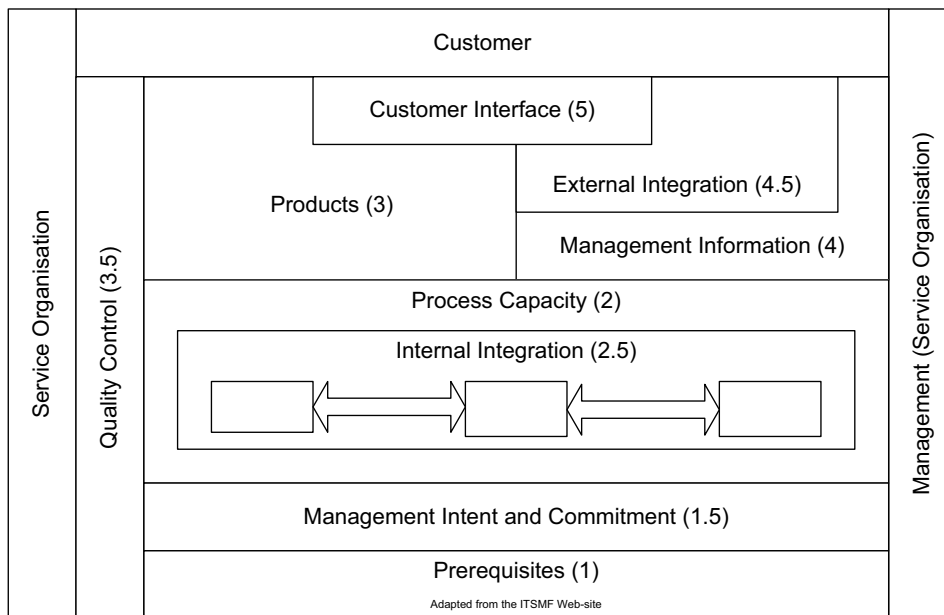 Customer
Service Organisation
Quality Control (3.5)
Customer Interface (5)
External Integration (4.5)
Products (3)
Management Information (4)
Process Capacity (2)
Internal Integration (2.5)
Management Intent and Commitment (1.5)
Prerequisites (1)
Adapted from the ITSMF Web-site
Management (Service Organisation)